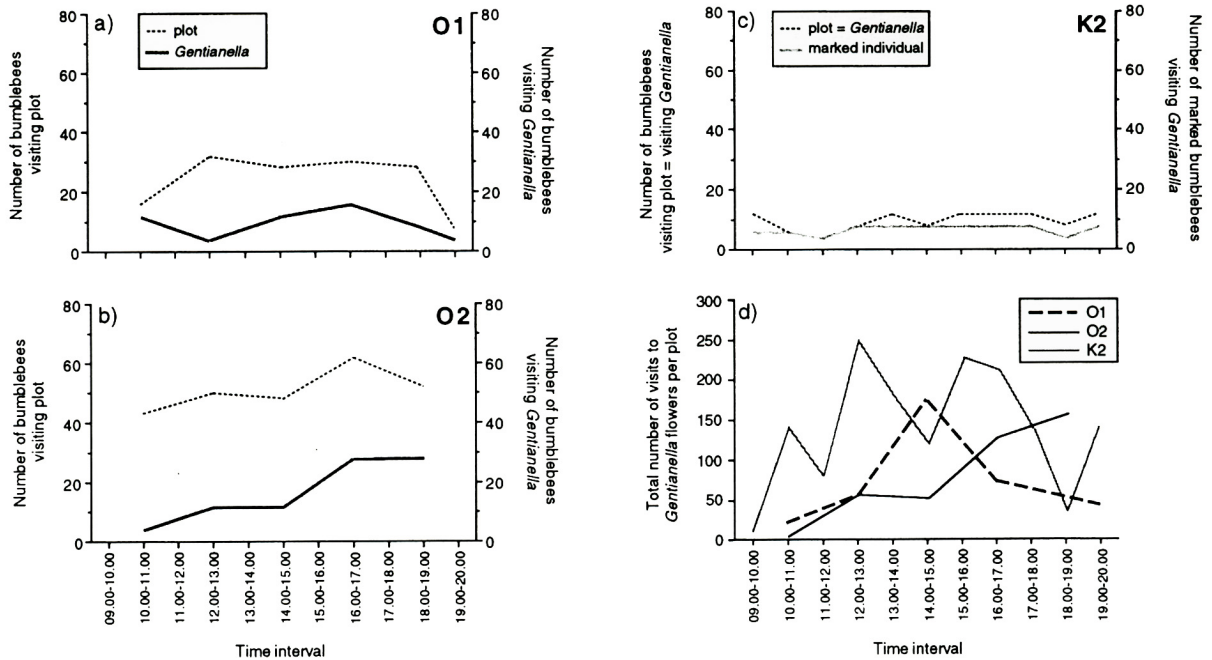 a)
O1
plot
Gentianella
Number of bumblebees
visiting plot
80
60
40
20
0
Number of bumblebees
visiting Gentianella
80
60
40
20
0
b)
O2
Number of bumblebees
visiting plot
80
60
40
20
0
Number of bumblebees
visiting Gentianella
80
60
40
20
0
09.00-10.00
10.00-11.00
11.00-12.00
12.00-13.00
13.00-14.00
14.00-15.00
15.00-16.00
16.00-17.00
17.00-18.00
18.00-19.00
19.00-20.00
Time interval
c)
K2
plot = Gentianella
marked individual
Number of bumblebees
visiting plot = visiting Gentianella
80
70
60
50
40
30
20
10
0
Number of marked bumblebees
visiting Gentianella
80
60
40
20
0
d)
O1
O2
K2
Total number of visits to
Gentianella flowers per plot
300
250
200
150
100
50
0
09.00-10.00
10.00-11.00
11.00-12.00
12.00-13.00
13.00-14.00
14.00-15.00
15.00-16.00
16.00-17.00
17.00-18.00
18.00-19.00
19.00-20.00
Time interval